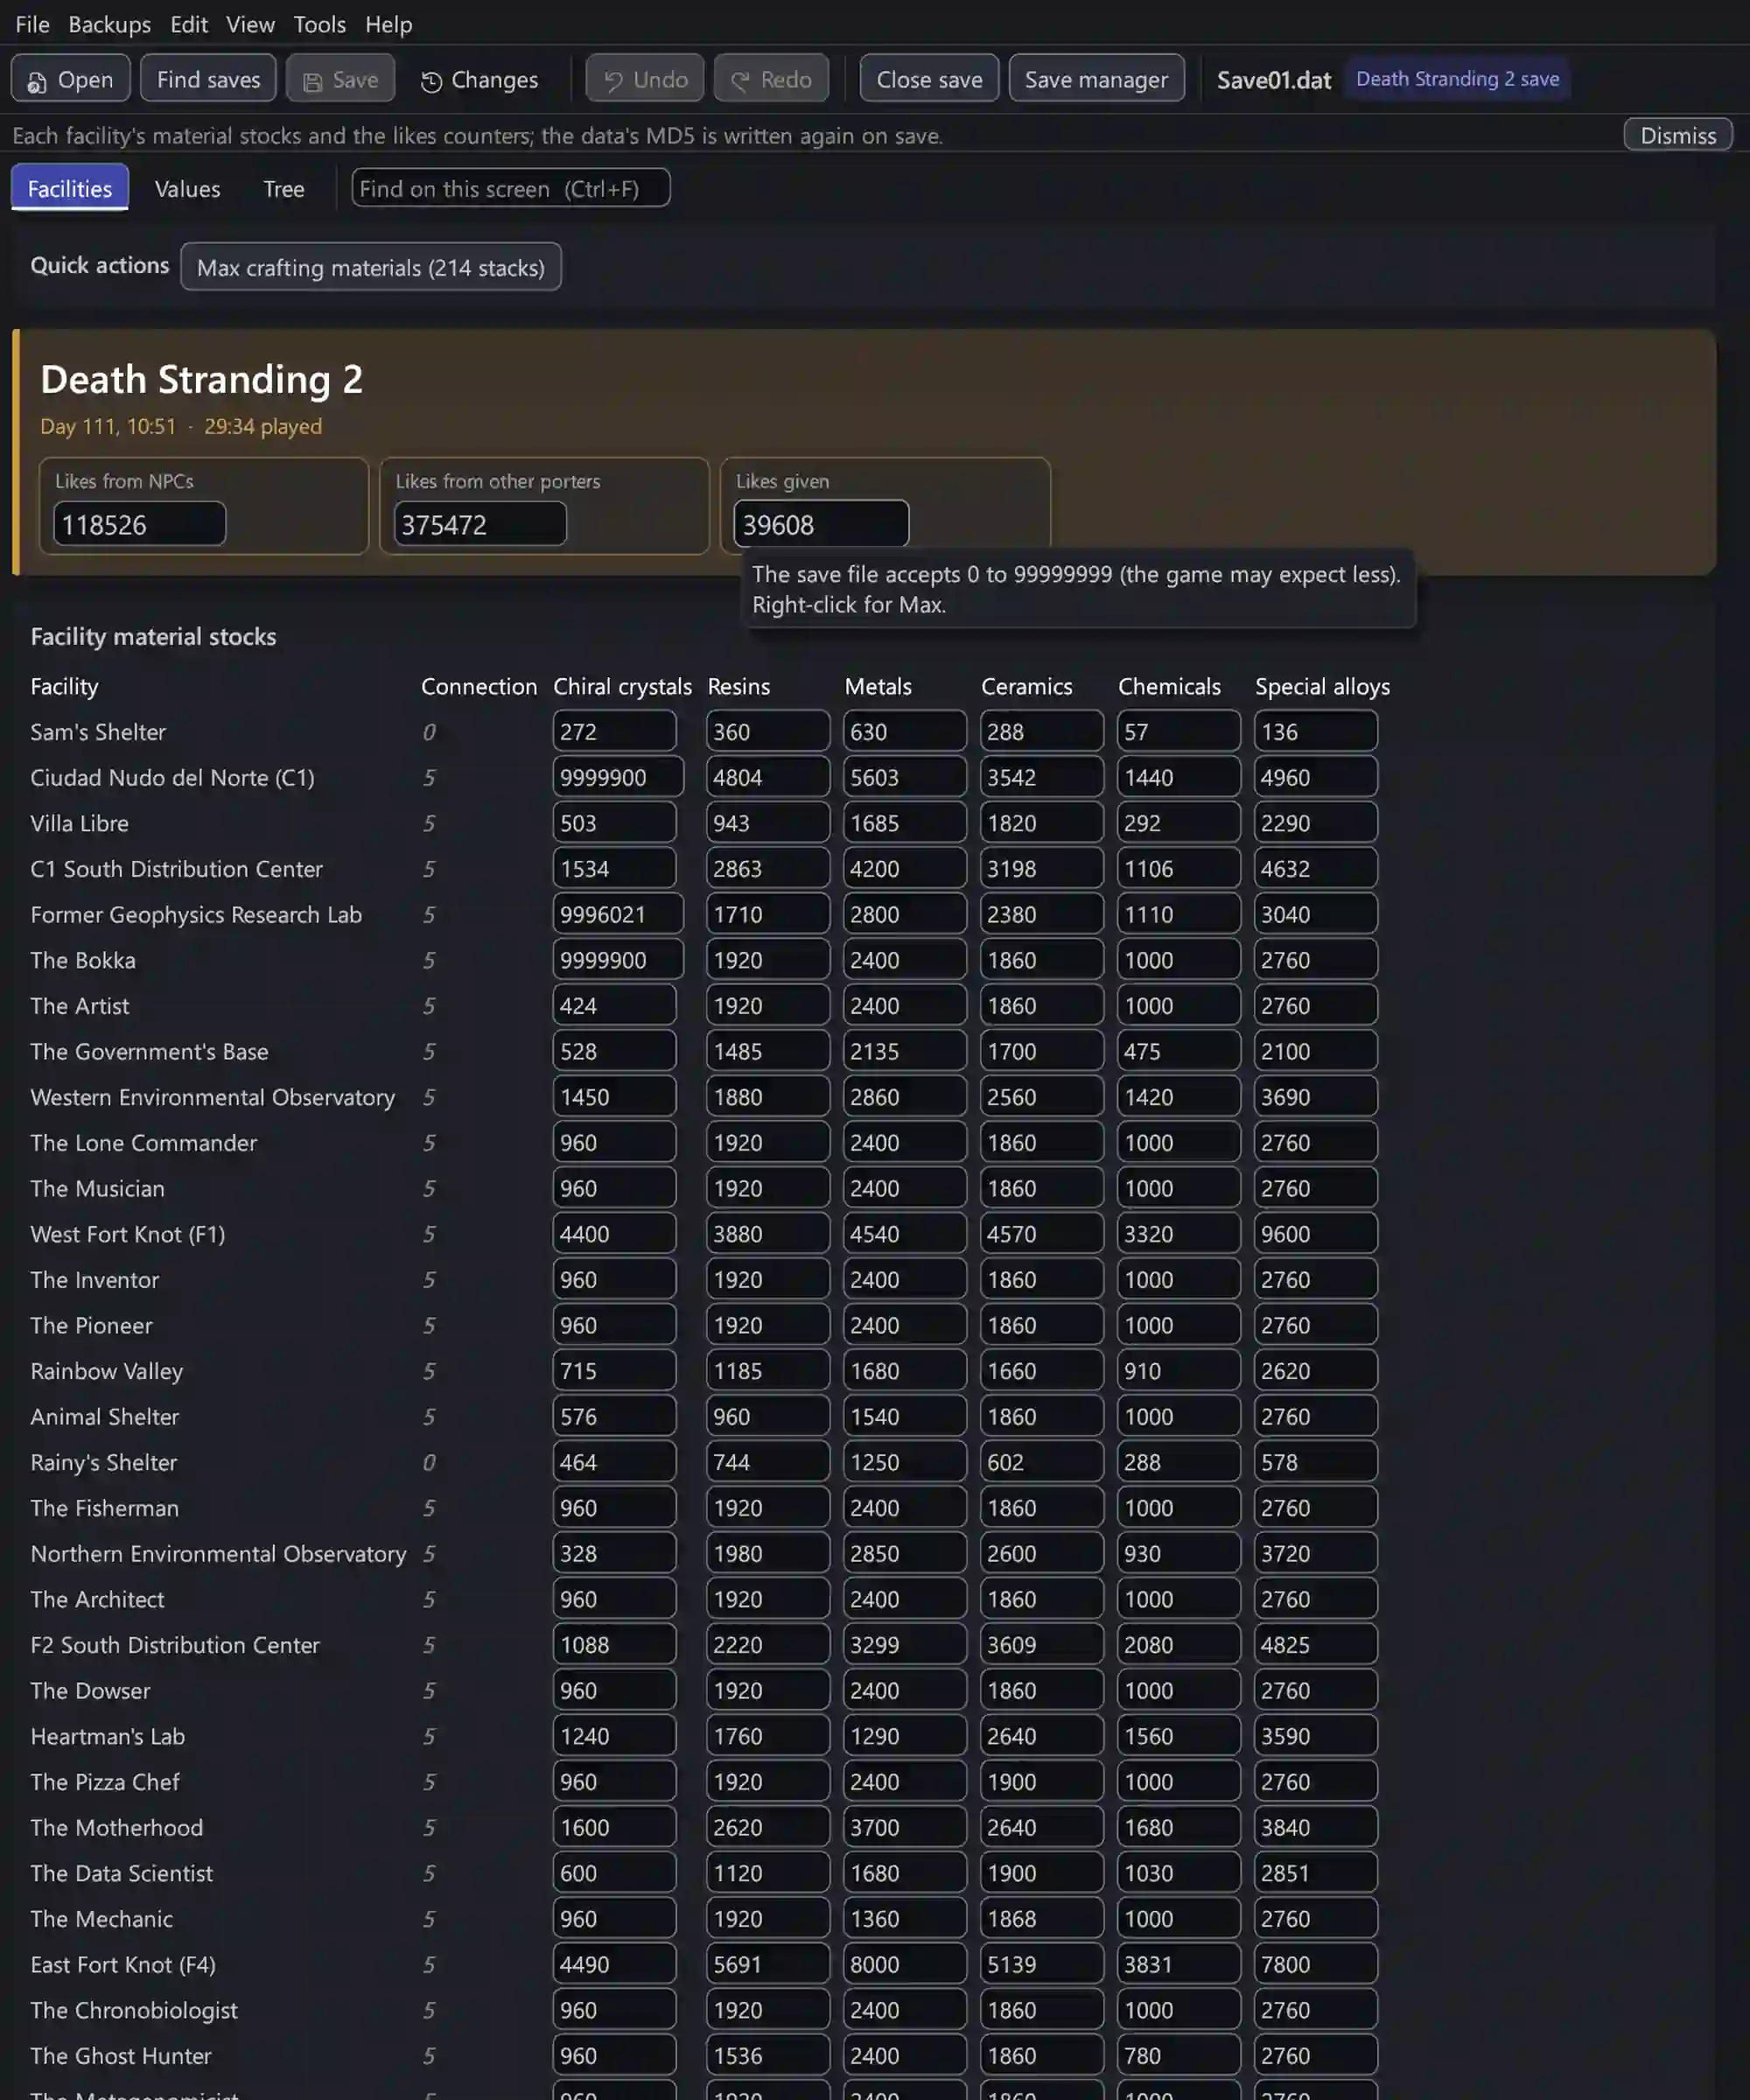 File Backups Edit View Tools Help
Open Find saves Save Changes Undo Redo Close save Save manager Save01.dat Death Stranding 2 save
Each facility's material stocks and the likes counters; the data's MD5 is written again on save. Dismiss
Facilities Values Tree Find on this screen (Ctrl+F)
Quick actions Max crafting materials (214 stacks)
Death Stranding 2
Day 111, 10:51 · 29:34 played
Likes from NPCs Likes from other porters Likes given
118526 375472 39608
The save file accepts 0 to 99999999 (the game may expect less).
Right-click for Max.
Facility material stocks
Facility Connection Chiral crystals Resins Metals Ceramics Chemicals Special alloys
Sam's Shelter 0 272 360 630 288 57 136
Ciudad Nudo del Norte (C1) 5 9999900 4804 5603 3542 1440 4960
Villa Libre 5 503 943 1685 1820 292 2290
C1 South Distribution Center 5 1534 2863 4200 3198 1106 4632
Former Geophysics Research Lab 5 9996021 1710 2800 2380 1110 3040
The Bokka 5 9999900 1920 2400 1860 1000 2760
The Artist 5 424 1920 2400 1860 1000 2760
The Government's Base 5 528 1485 2135 1700 475 2100
Western Environmental Observatory 5 1450 1880 2860 2560 1420 3690
The Lone Commander 5 960 1920 2400 1860 1000 2760
The Musician 5 960 1920 2400 1860 1000 2760
West Fort Knot (F1) 5 4400 3880 4540 4570 3320 9600
The Inventor 5 960 1920 2400 1860 1000 2760
The Pioneer 5 960 1920 2400 1860 1000 2760
Rainbow Valley 5 715 1185 1680 1660 910 2620
Animal Shelter 5 576 960 1540 1860 1000 2760
Rainy's Shelter 0 464 744 1250 602 288 578
The Fisherman 5 960 1920 2400 1860 1000 2760
Northern Environmental Observatory 5 328 1980 2850 2600 930 3720
The Architect 5 960 1920 2400 1860 1000 2760
F2 South Distribution Center 5 1088 2220 3299 3609 2080 4825
The Dowser 5 960 1920 2400 1860 1000 2760
Heartman's Lab 5 1240 1760 1290 2640 1560 3590
The Pizza Chef 5 960 1920 2400 1900 1000 2760
The Motherhood 5 1600 2620 3700 2640 1680 3840
The Data Scientist 5 600 1120 1680 1900 1030 2851
The Mechanic 5 960 1920 1360 1868 1000 2760
East Fort Knot (F4) 5 4490 5691 8000 5139 3831 7800
The Chronobiologist 5 960 1920 2400 1860 1000 2760
The Ghost Hunter 5 960 1536 2400 1860 780 2760